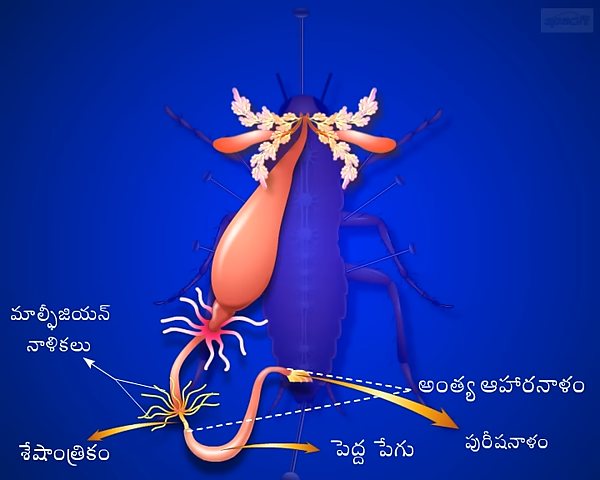 మాల్ఫీజియన్
నాళికలు
అంత్య ఆహారనాళం
శేషాంత్రికం
పెద్ద పేగు
పురీషనాళం